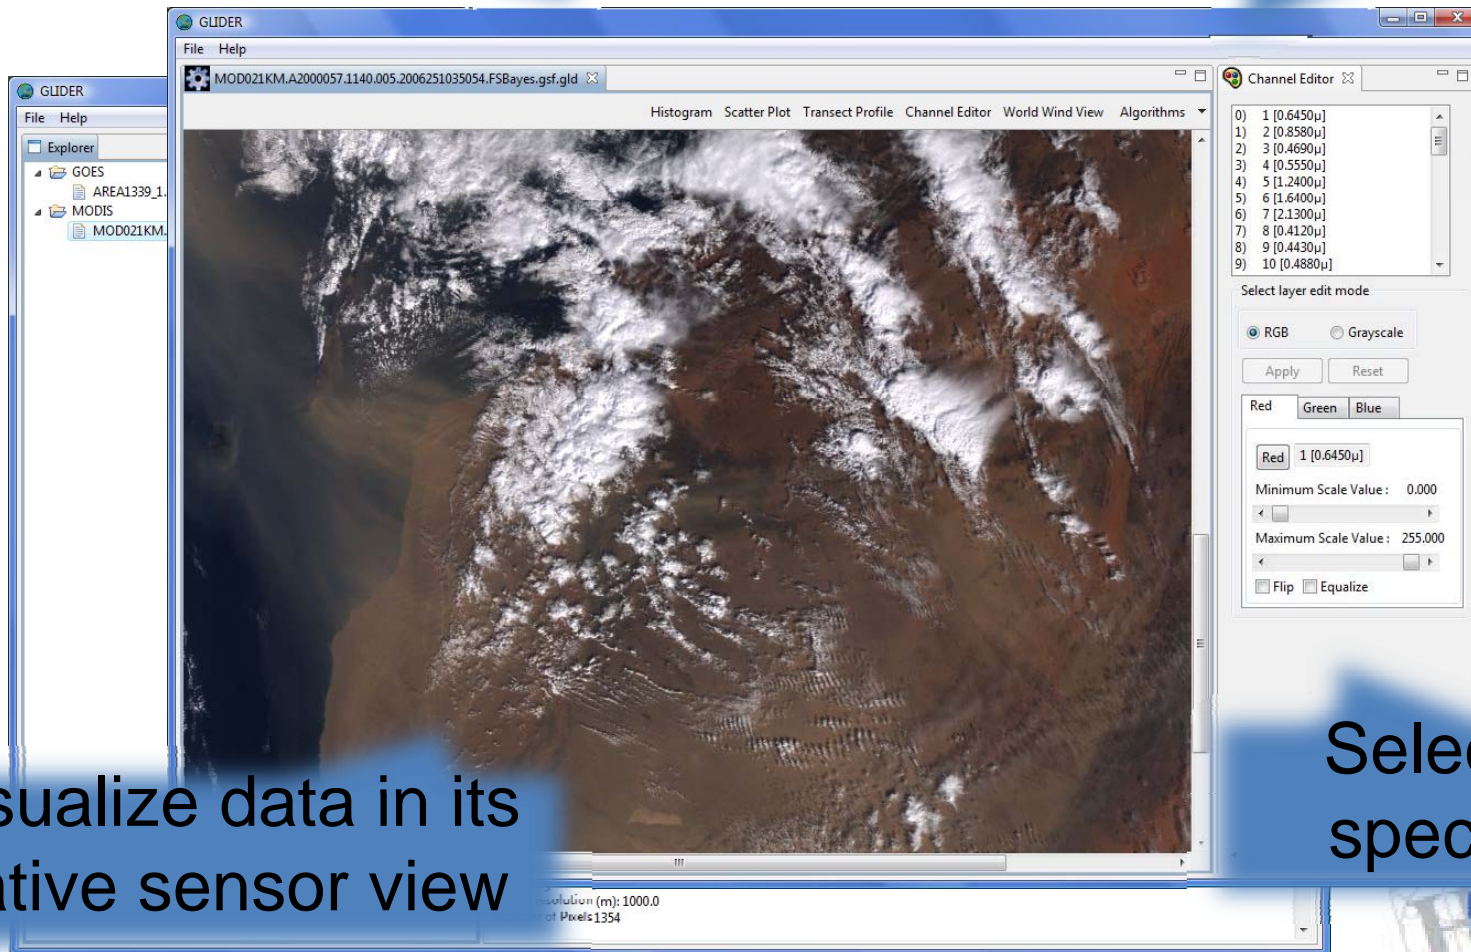 GLIDER
File Help
Explorer
GOES
AREA1339_1.
MODIS
MOD021KM.
GLIDER
File Help
MOD021KM.A2000057.1140.005.2006251035054.FSBayes.gsf.gld
Histogram Scatter Plot Transect Profile Channel Editor World Wind View Algorithms
Channel Editor
0) 1 [0.6450µ]
1) 2 [0.8580µ]
2) 3 [0.4690µ]
3) 4 [0.5550µ]
4) 5 [1.2400µ]
5) 6 [1.6400µ]
6) 7 [2.1300µ]
7) 8 [0.4120µ]
8) 9 [0.4430µ]
9) 10 [0.4880µ]
Select layer edit mode
RGB Grayscale
Apply Reset
Red Green Blue
Red 1 [0.6450µ]
Minimum Scale Value : 0.000
Maximum Scale Value : 255.000
Flip Equalize
sualize data in its
ative sensor view
Selec
spec
(m): 1000.0
of Pixels 1354